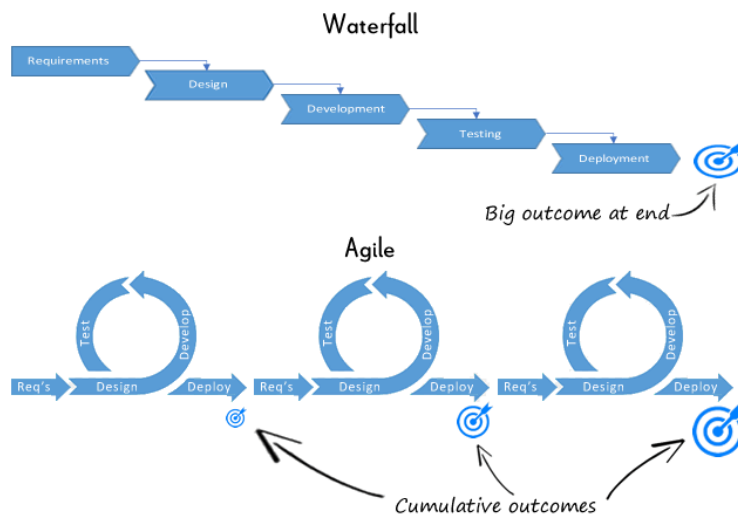 Waterfall
Requirements
Design
Development
Testing
Deployment
Big outcome at end
Agile
Test
Develop
Req's
Design
Deploy
Test
Develop
Req's
Design
Deploy
Test
Develop
Req's
Design
Deploy
Cumulative outcomes